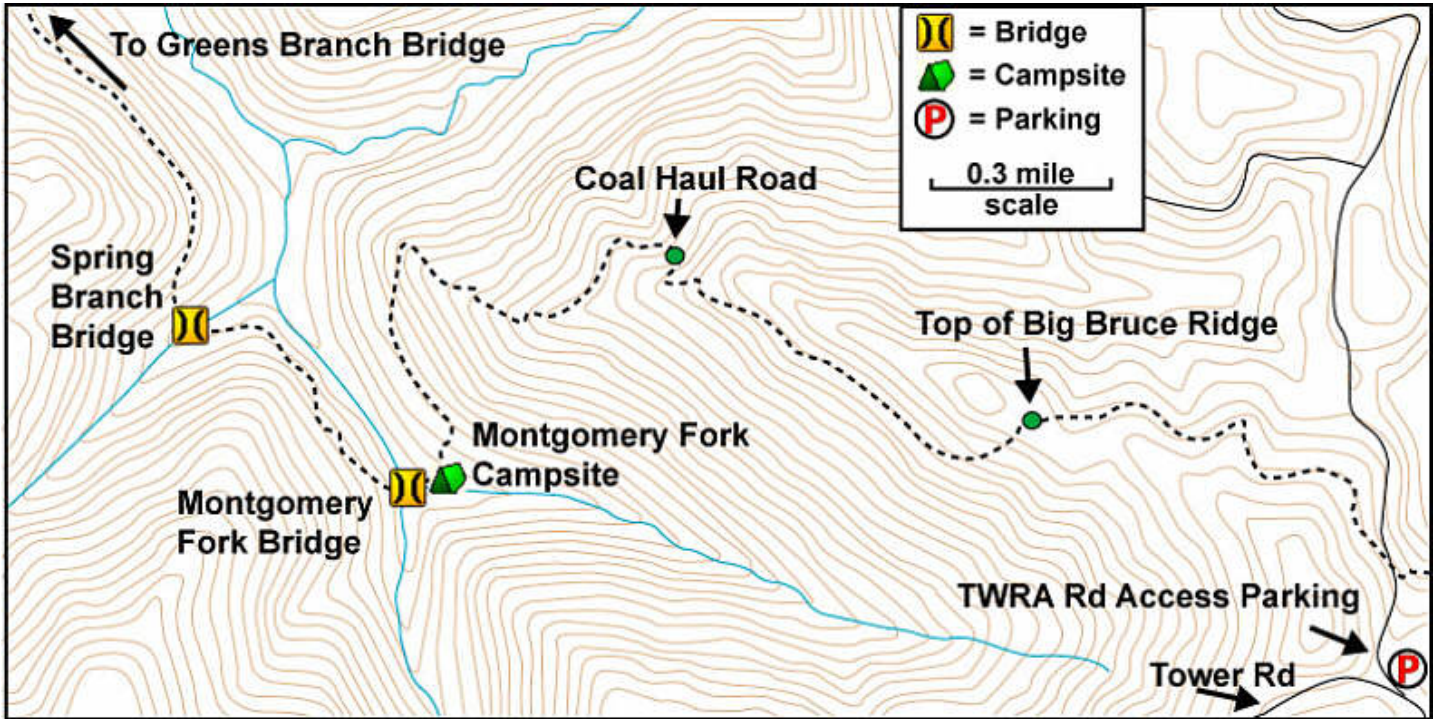 To Greens Branch Bridge
= Bridge
= Campsite
P = Parking
0.3 mile
scale
Coal Haul Road
Spring
Branch
Bridge
Top of Big Bruce Ridge
Montgomery Fork
Campsite
Montgomery
Fork Bridge
TWRA Rd Access Parking
P
Tower Rd